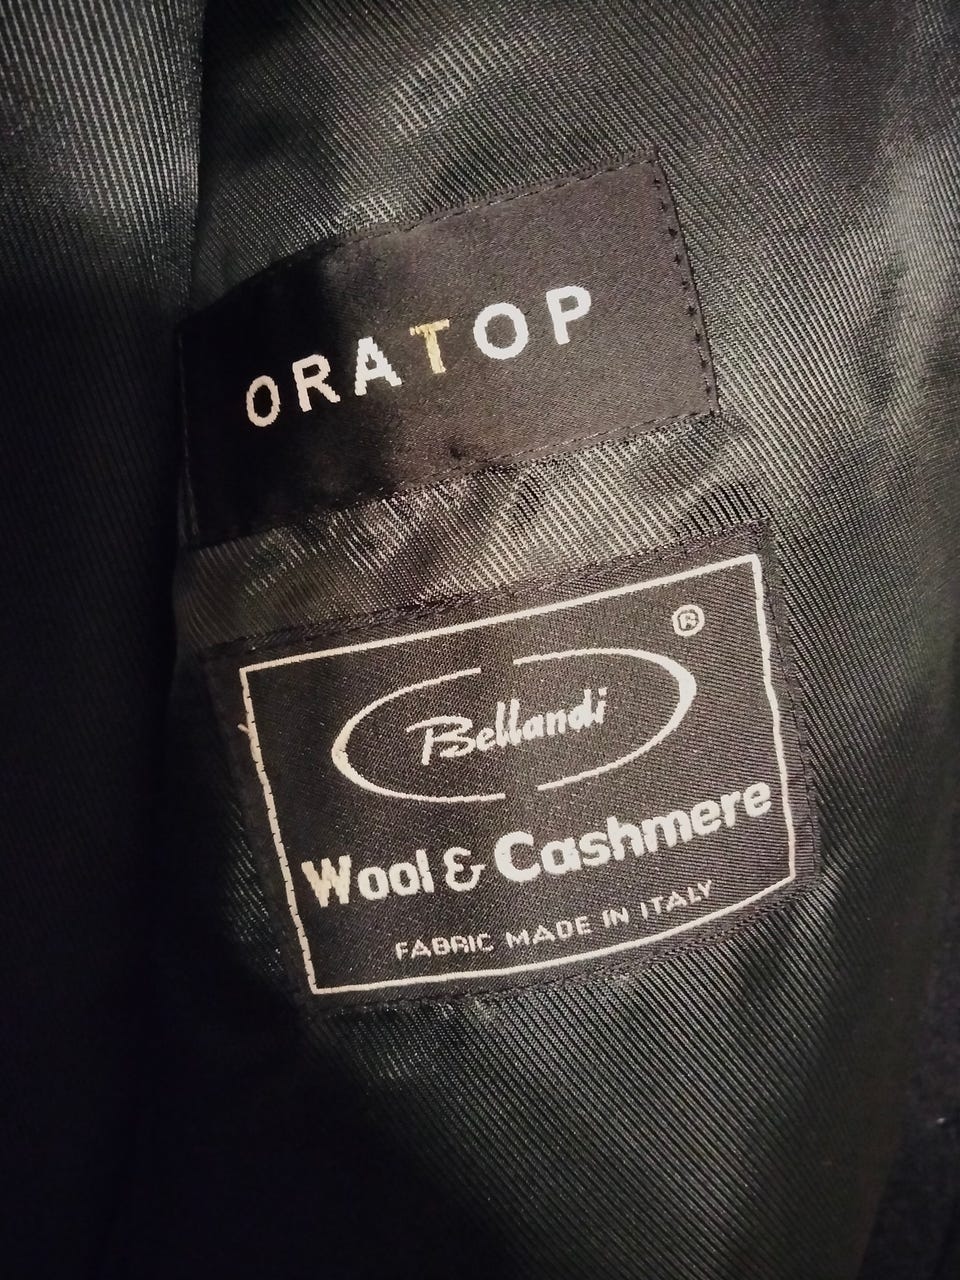 ORATOP
®
Bellandi
Wool & Cashmere
FABRIC MADE IN ITALY